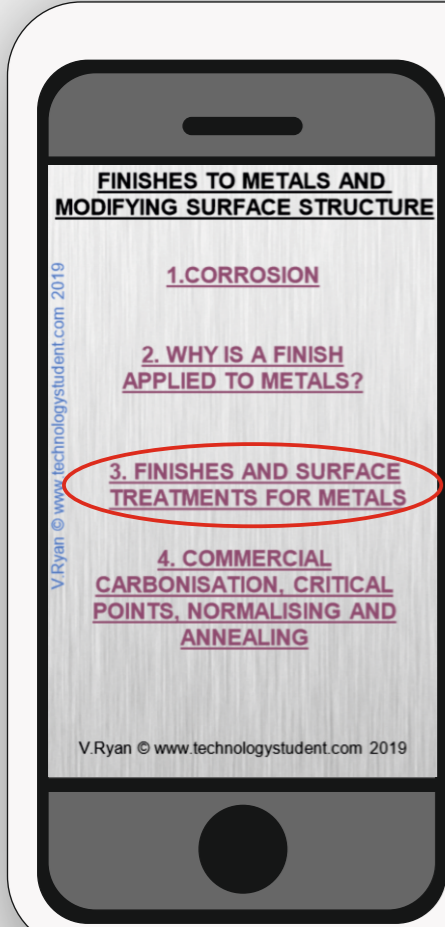 FINISHES TO METALS AND
MODIFYING SURFACE STRUCTURE
1.CORROSION
2. WHY IS A FINISH
APPLIED TO METALS?
3. FINISHES AND SURFACE
TREATMENTS FOR METALS
4. COMMERCIAL
CARBONISATION, CRITICAL
POINTS, NORMALISING AND
ANNEALING
V.Ryan © www.technologystudent.com 2019
V.Ryan © www.technologystudent.com 2019